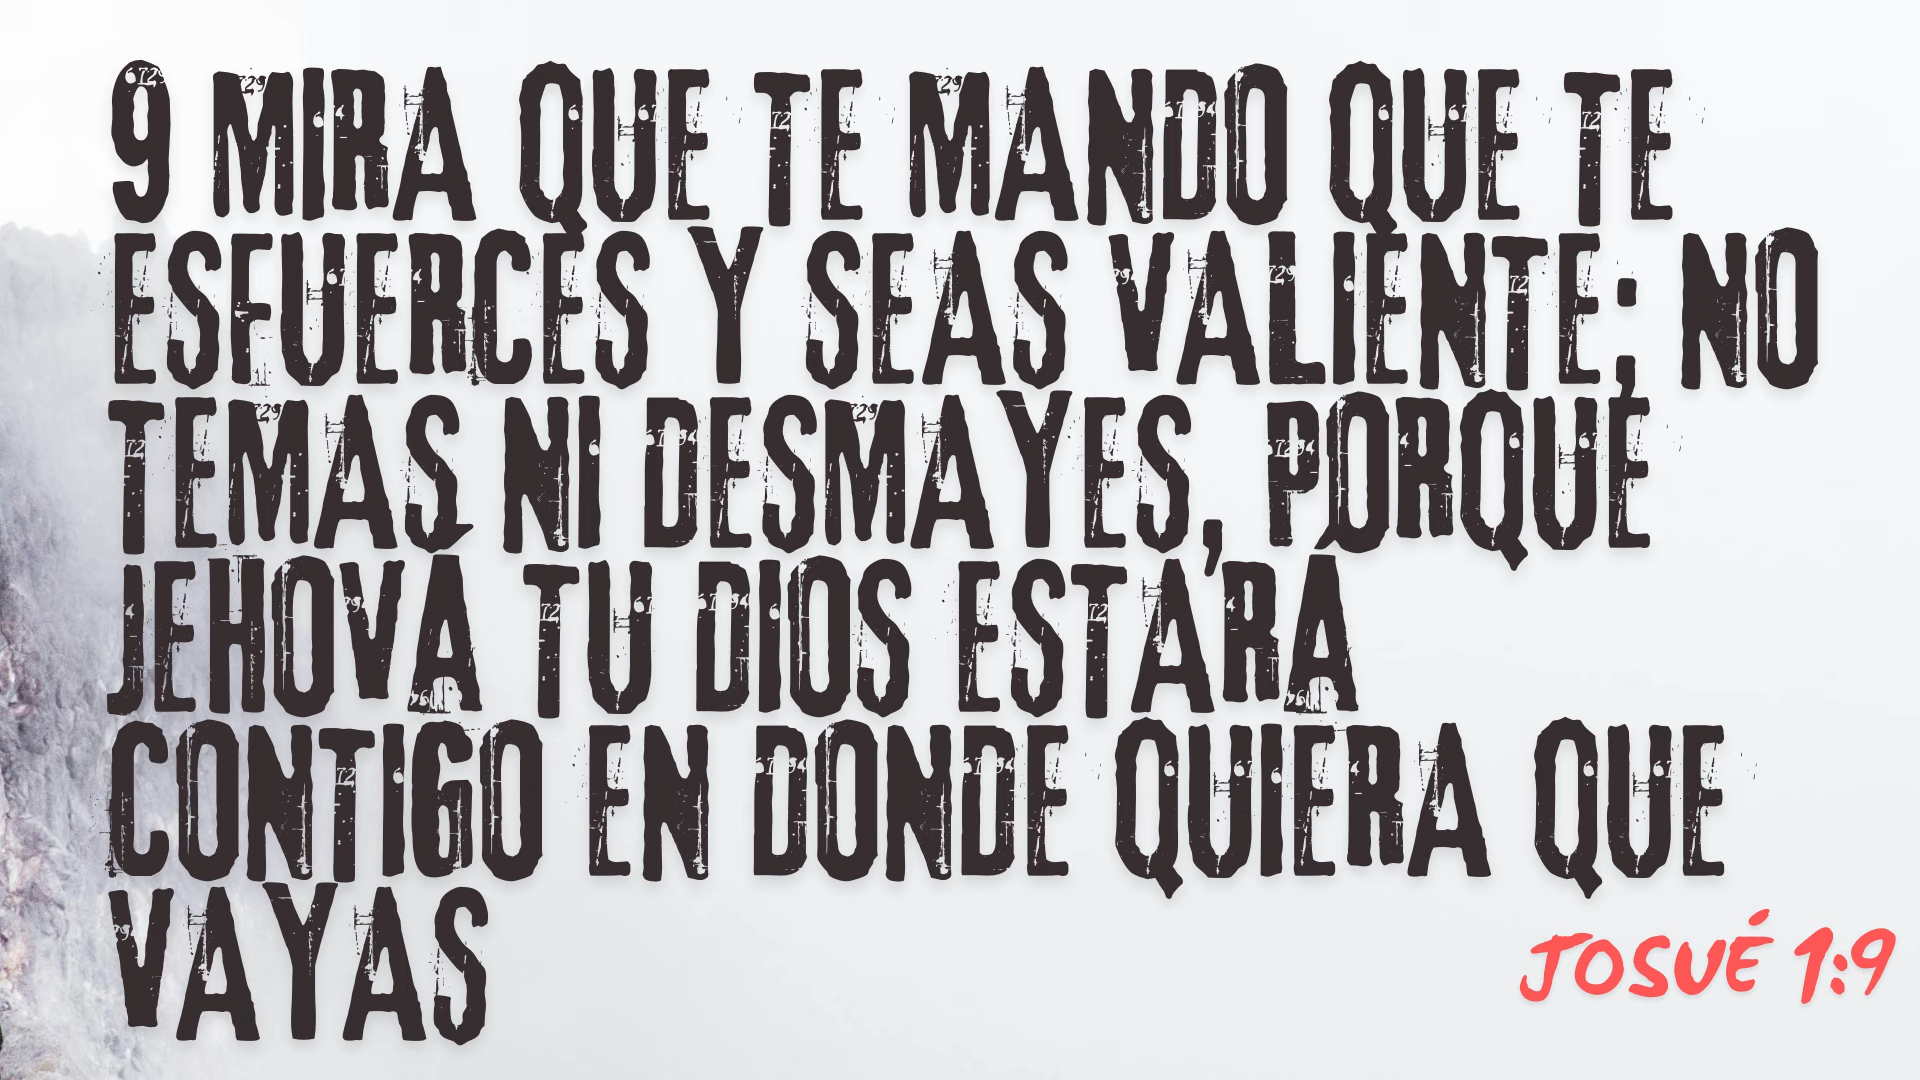 9 MIRA QUE TE MANDO QUE TE
ESFUERCES Y SEAS VALIENTE; NO
TEMAS NI DESMAYES, PORQUE
JEHOVÁ TU DIOS ESTARÁ
CONTIGO EN DONDE QUIERA QUE
VAYAS
JOSUÉ 1:9